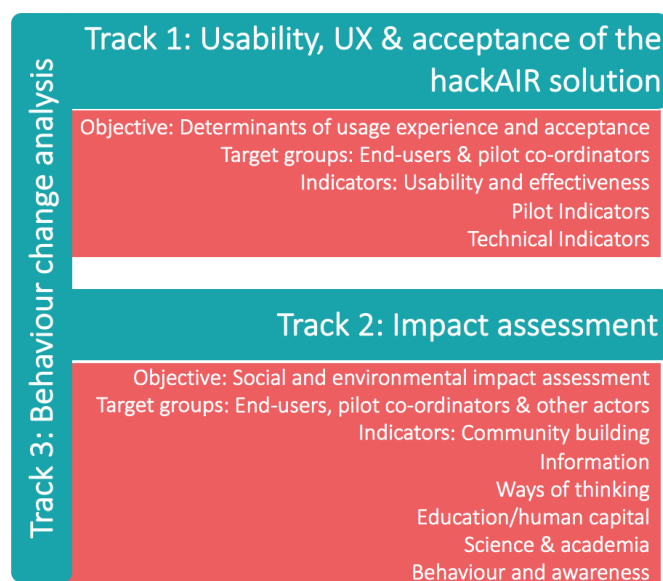 Track 3: Behaviour change analysis
Track 1: Usability, UX & acceptance of the
hackAIR solution
Objective: Determinants of usage experience and acceptance
Target groups: End-users & pilot co-ordinators
Indicators: Usability and effectiveness
Pilot Indicators
Technical Indicators
Track 2: Impact assessment
Objective: Social and environmental impact assessment
Target groups: End-users, pilot co-ordinators & other actors
Indicators: Community building
Information
Ways of thinking
Education/human capital
Science & academia
Behaviour and awareness